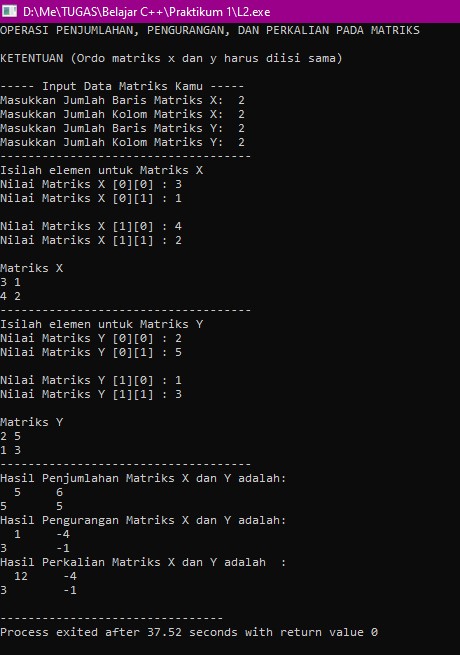 D:\Me\TUGAS\Belajar C++\Praktikum 1\L2.exe
OPERASI PENJUMLAHAN, PENGURANGAN, DAN PERKALIAN PADA MATRIKS
KETENTUAN (Ordo matriks x dan y harus diisi sama)
----- Input Data Matriks Kamu -----
Masukkan Jumlah Baris Matriks X:  2
Masukkan Jumlah Kolom Matriks X:  2
Masukkan Jumlah Baris Matriks Y:  2
Masukkan Jumlah Kolom Matriks Y:  2
------------------------------------
Isilah elemen untuk Matriks X
Nilai Matriks X [0][0] : 3
Nilai Matriks X [0][1] : 1
Nilai Matriks X [1][0] : 4
Nilai Matriks X [1][1] : 2
Matriks X
3 1
4 2
------------------------------------
Isilah elemen untuk Matriks Y
Nilai Matriks Y [0][0] : 2
Nilai Matriks Y [0][1] : 5
Nilai Matriks Y [1][0] : 1
Nilai Matriks Y [1][1] : 3
Matriks Y
2 5
1 3
------------------------------------
Hasil Penjumlahan Matriks X dan Y adalah:
  5     6
5       5
Hasil Pengurangan Matriks X dan Y adalah:
  1     -4
3       -1
Hasil Perkalian Matriks X dan Y adalah  :
  12     -4
3        -1
--------------------------------
Process exited after 37.52 seconds with return value 0